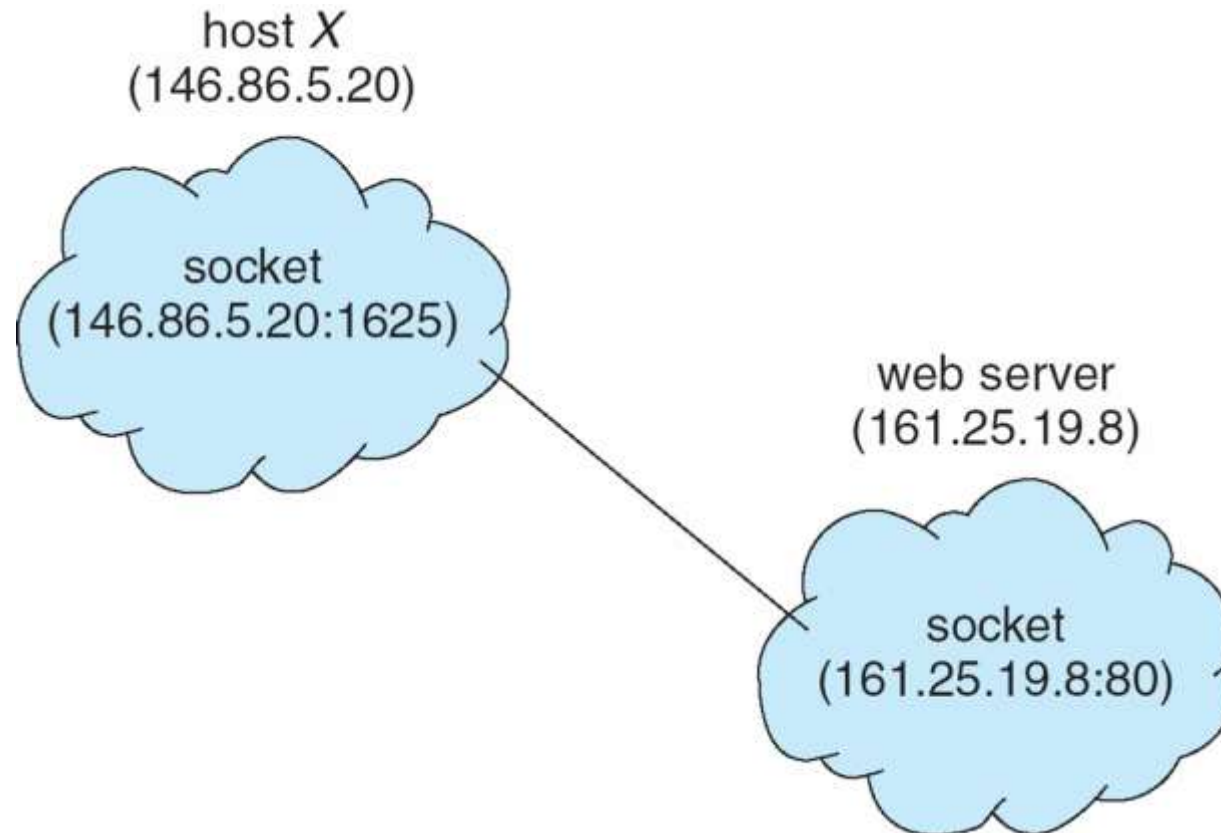 host X
(146.86.5.20)
socket
(146.86.5.20:1625)
web server
(161.25.19.8)
socket
(161.25.19.8:80)